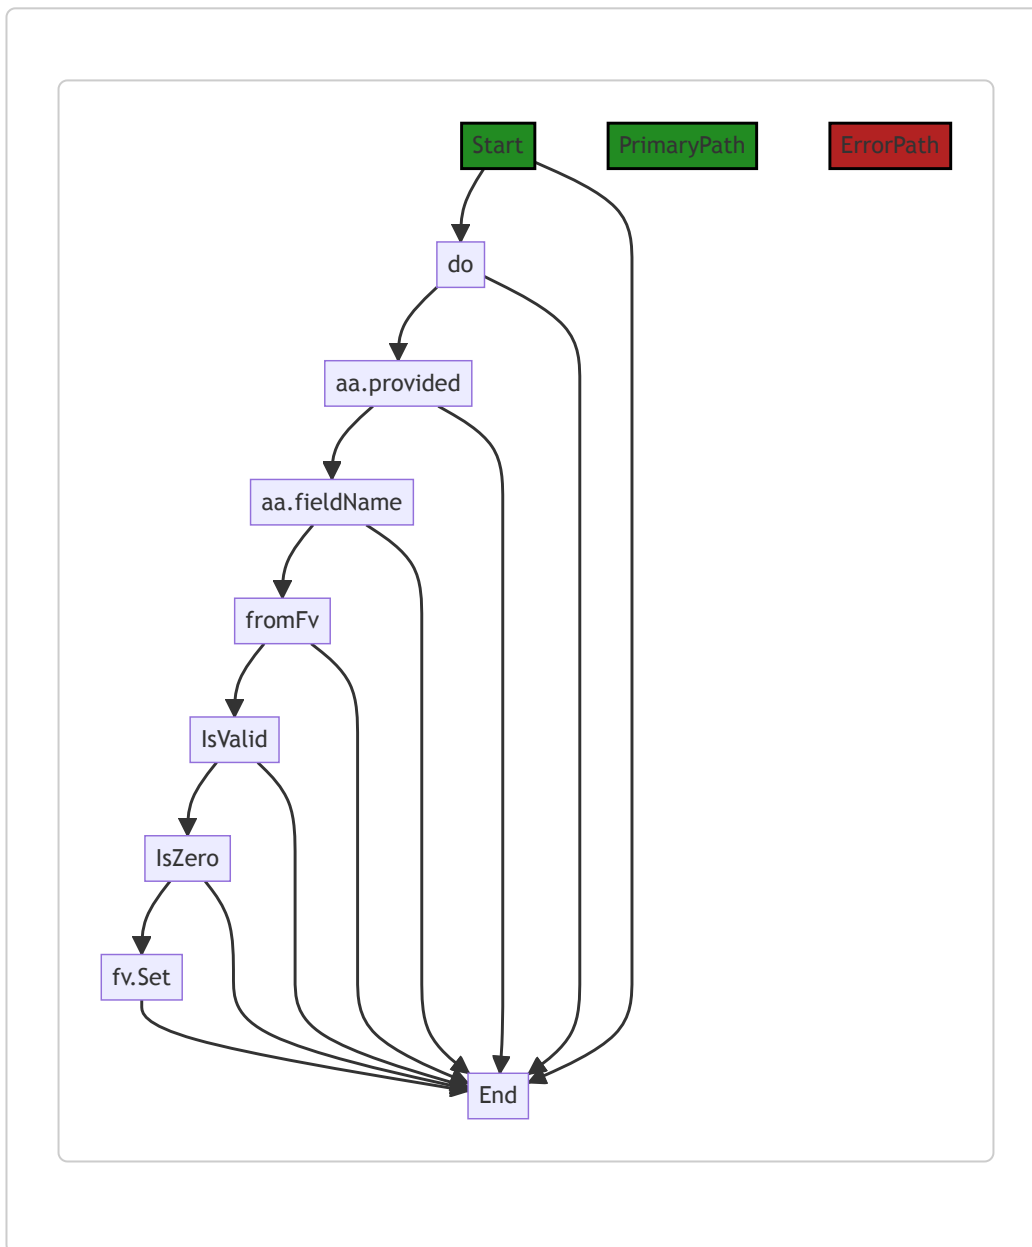 Start
PrimaryPath
ErrorPath
do
aa.provided
aa.fieldName
fromFv
IsValid
IsZero
fv.Set
End